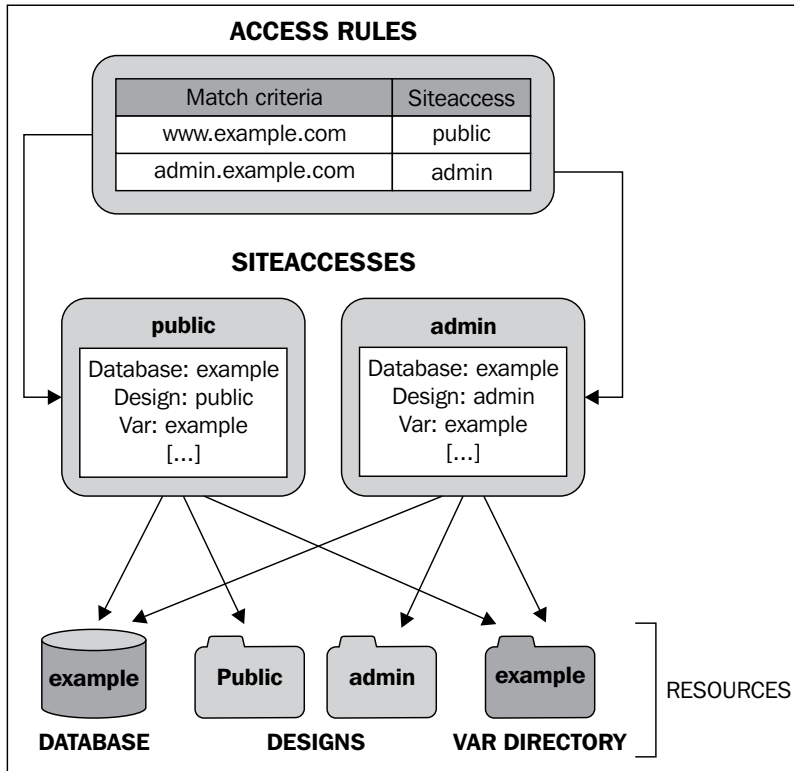 ACCESS RULES
Match criteria Siteaccess
www.example.com public
admin.example.com admin
SITEACCESSES
public
Database: example
Design: public
Var: example
[...]
admin
Database: example
Design: admin
Var: example
[...]
example
Public
admin
example
RESOURCES
DATABASE
DESIGNS
VAR DIRECTORY